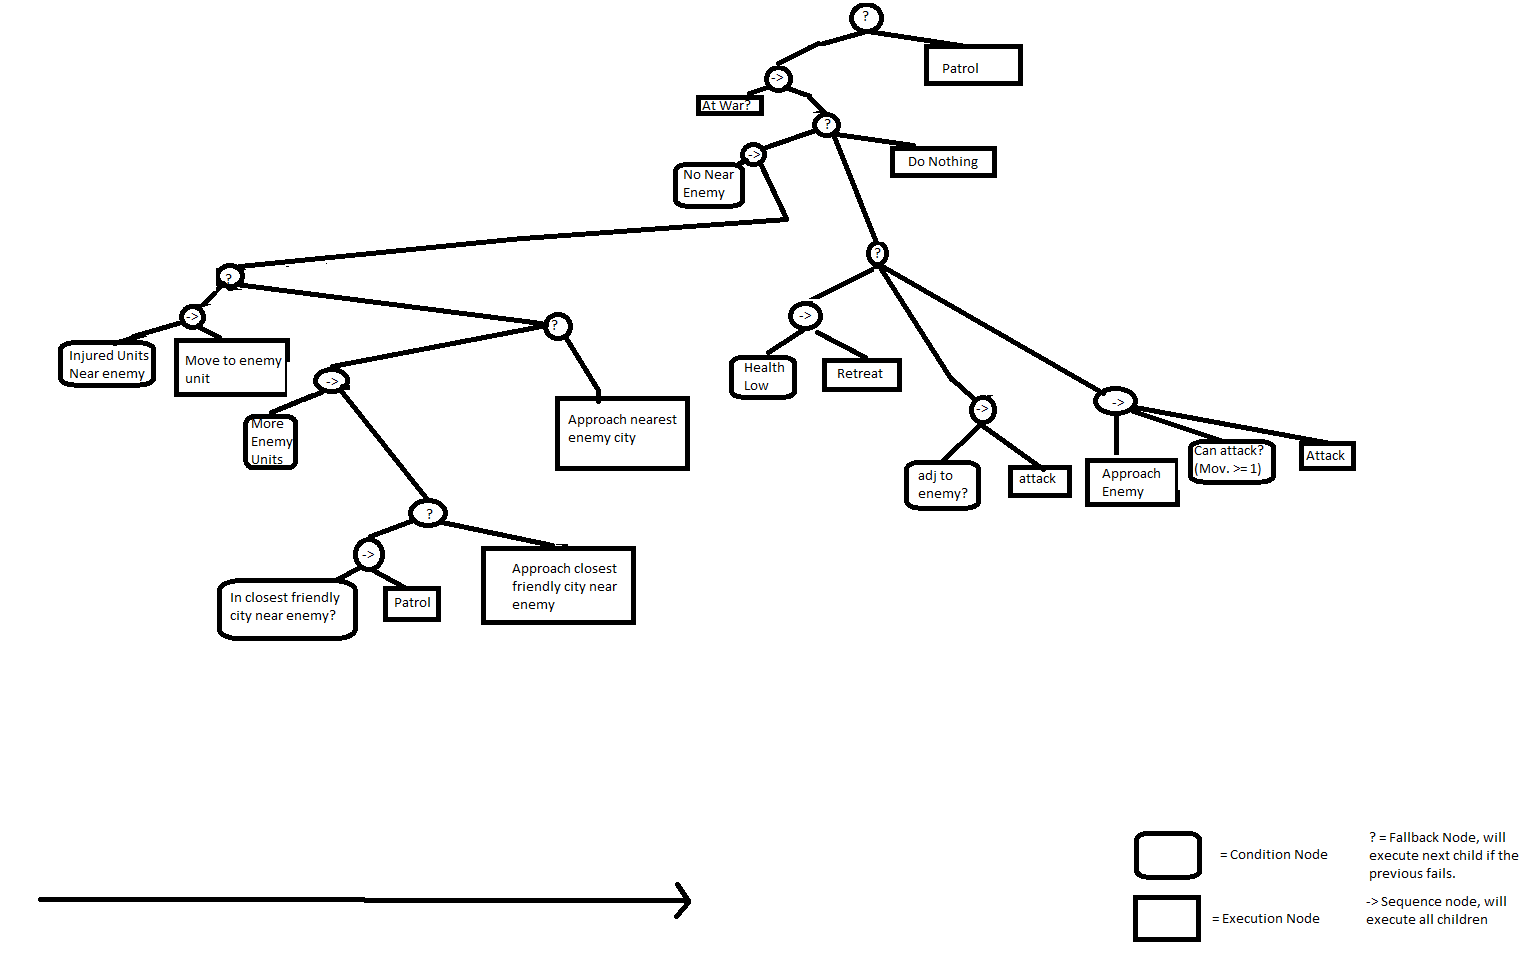 ?
Patrol
->
At War?
?
->
Do Nothing
No Near
Enemy
?
?
->
Injured Units
Near enemy
Move to enemy
unit
?
->
More
Enemy
Units
Approach nearest
enemy city
?
->
In closest friendly
city near enemy?
Patrol
Approach closest
friendly city near
enemy
->
Health
Low
Retreat
->
adj to
enemy?
attack
->
Approach
Enemy
Can attack?
(Mov. >= 1)
Attack
= Condition Node
= Execution Node
? = Fallback Node, will
execute next child if the
previous fails.
-> Sequence node, will
execute all children